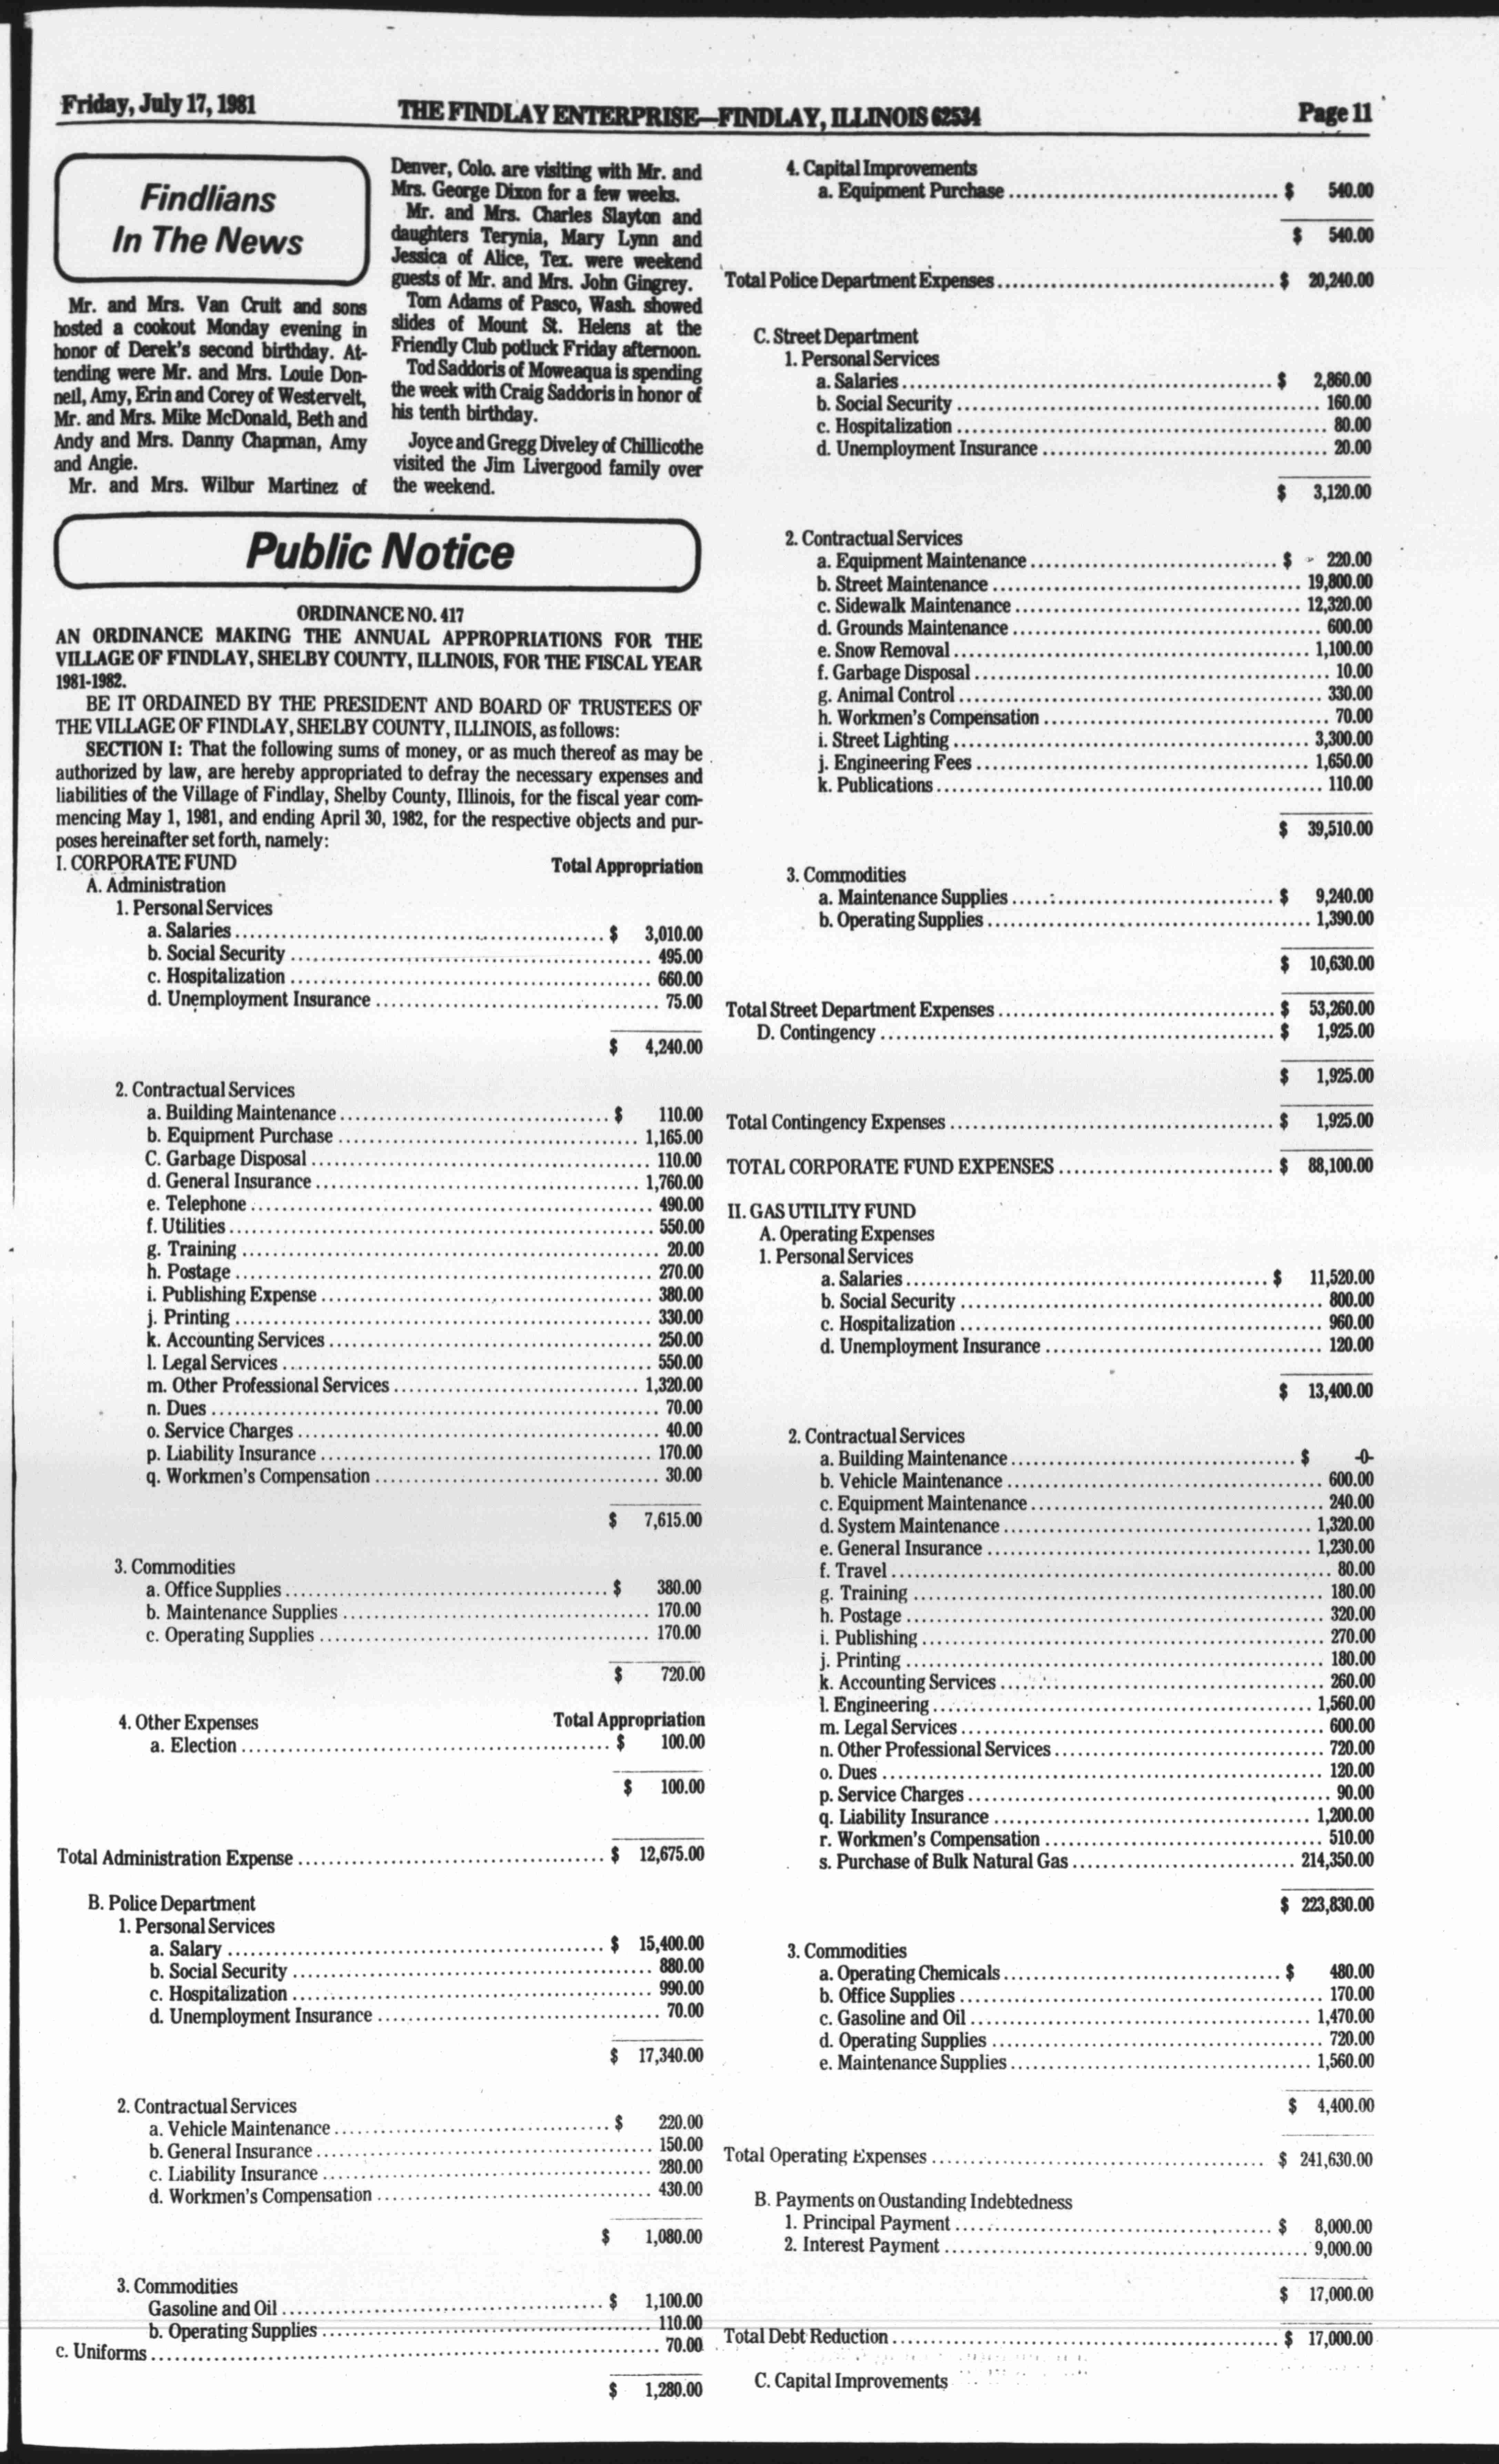 Friday, July 17, 1981
THE FINDLAY ENTERPRISE—FINDLAY, ILLINOIS 62534
Page 11
Findlians
In The News
Mr. and Mrs. Van Cruit and sons
hosted a cookout Monday evening in
honor of Derek's second birthday. At-
tending were Mr. and Mrs. Louie Don-
nell, Amy, Erin and Corey of Westervelt,
Mr. and Mrs. Mike McDonald, Beth and
Andy and Mrs. Danny Chapman, Amy
and Angie.
Mr. and Mrs. Wilbur Martinez of
Denver, Colo. are visiting with Mr. and
Mrs. George Dixon for a few weeks.
Mr. and Mrs. Charles Slayton and
daughters Terynia, Mary Lynn and
Jessica of Alice, Tex. were weekend
guests of Mr. and Mrs. John Gingrey.
Tom Adams of Pasco, Wash. showed
slides of Mount St. Helens at the
Friendly Club potluck Friday afternoon.
Tod Saddoris of Moweaqua is spending
the week with Craig Saddoris in honor of
his tenth birthday.
Joyce and Gregg Diveley of Chillicothe
visited the Jim Livergood family over
the weekend.
Public Notice
ORDINANCE NO. 417
AN ORDINANCE MAKING THE ANNUAL APPROPRIATIONS FOR THE
VILLAGE OF FINDLAY, SHELBY COUNTY, ILLINOIS, FOR THE FISCAL YEAR
1981-1982.
BE IT ORDAINED BY THE PRESIDENT AND BOARD OF TRUSTEES OF
THE VILLAGE OF FINDLAY, SHELBY COUNTY, ILLINOIS, as follows:
SECTION I: That the following sums of money, or as much thereof as may be
authorized by law, are hereby appropriated to defray the necessary expenses and
liabilities of the Village of Findlay, Shelby County, Illinois, for the fiscal year com-
mencing May 1, 1981, and ending April 30, 1982, for the respective objects and pur-
poses hereinafter set forth, namely:
I. CORPORATE FUND Total Appropriation
A. Administration
1. Personal Services
a. Salaries ........ $ 3,010.00
b. Social Security ........ 495.00
c. Hospitalization ........ 660.00
d. Unemployment Insurance ........ 75.00
$ 4,240.00
2. Contractual Services
a. Building Maintenance ........ $ 110.00
b. Equipment Purchase ........ 1,165.00
C. Garbage Disposal ........ 110.00
d. General Insurance ........ 1,760.00
e. Telephone ........ 490.00
f. Utilities ........ 550.00
g. Training ........ 20.00
h. Postage ........ 270.00
i. Publishing Expense ........ 380.00
j. Printing ........ 330.00
k. Accounting Services ........ 250.00
l. Legal Services ........ 550.00
m. Other Professional Services ........ 1,320.00
n. Dues ........ 70.00
o. Service Charges ........ 40.00
p. Liability Insurance ........ 170.00
q. Workmen's Compensation ........ 30.00
$ 7,615.00
3. Commodities
a. Office Supplies ........ $ 380.00
b. Maintenance Supplies ........ 170.00
c. Operating Supplies ........ 170.00
$ 720.00
4. Other Expenses Total Appropriation
a. Election ........ $ 100.00
$ 100.00
Total Administration Expense ........ $ 12,675.00
B. Police Department
1. Personal Services
a. Salary ........ $ 15,400.00
b. Social Security ........ 880.00
c. Hospitalization ........ 990.00
d. Unemployment Insurance ........ 70.00
$ 17,340.00
2. Contractual Services
a. Vehicle Maintenance ........ $ 220.00
b. General Insurance ........ 150.00
c. Liability Insurance ........ 280.00
d. Workmen's Compensation ........ 430.00
$ 1,080.00
3. Commodities
Gasoline and Oil ........ $ 1,100.00
b. Operating Supplies ........ 110.00
c. Uniforms ........ 70.00
$ 1,280.00
4. Capital Improvements
a. Equipment Purchase ........ $ 540.00
$ 540.00
Total Police Department Expenses ........ $ 20,240.00
C. Street Department
1. Personal Services
a. Salaries ........ $ 2,860.00
b. Social Security ........ 160.00
c. Hospitalization ........ 80.00
d. Unemployment Insurance ........ 20.00
$ 3,120.00
2. Contractual Services
a. Equipment Maintenance ........ $ 220.00
b. Street Maintenance ........ 19,800.00
c. Sidewalk Maintenance ........ 12,320.00
d. Grounds Maintenance ........ 600.00
e. Snow Removal ........ 1,100.00
f. Garbage Disposal ........ 10.00
g. Animal Control ........ 330.00
h. Workmen's Compensation ........ 70.00
i. Street Lighting ........ 3,300.00
j. Engineering Fees ........ 1,650.00
k. Publications ........ 110.00
$ 39,510.00
3. Commodities
a. Maintenance Supplies ........ $ 9,240.00
b. Operating Supplies ........ 1,390.00
$ 10,630.00
Total Street Department Expenses ........ $ 53,260.00
D. Contingency ........ $ 1,925.00
$ 1,925.00
Total Contingency Expenses ........ $ 1,925.00
TOTAL CORPORATE FUND EXPENSES ........ $ 88,100.00
II. GAS UTILITY FUND
A. Operating Expenses
1. Personal Services
a. Salaries ........ $ 11,520.00
b. Social Security ........ 800.00
c. Hospitalization ........ 960.00
d. Unemployment Insurance ........ 120.00
$ 13,400.00
2. Contractual Services
a. Building Maintenance ........ $ -0-
b. Vehicle Maintenance ........ 600.00
c. Equipment Maintenance ........ 240.00
d. System Maintenance ........ 1,320.00
e. General Insurance ........ 1,230.00
f. Travel ........ 80.00
g. Training ........ 180.00
h. Postage ........ 320.00
i. Publishing ........ 270.00
j. Printing ........ 180.00
k. Accounting Services ........ 260.00
l. Engineering ........ 1,560.00
m. Legal Services ........ 600.00
n. Other Professional Services ........ 720.00
o. Dues ........ 120.00
p. Service Charges ........ 90.00
q. Liability Insurance ........ 1,200.00
r. Workmen's Compensation ........ 510.00
s. Purchase of Bulk Natural Gas ........ 214,350.00
$ 223,830.00
3. Commodities
a. Operating Chemicals ........ $ 480.00
b. Office Supplies ........ 170.00
c. Gasoline and Oil ........ 1,470.00
d. Operating Supplies ........ 720.00
e. Maintenance Supplies ........ 1,560.00
$ 4,400.00
Total Operating Expenses ........ $ 241,630.00
B. Payments on Oustanding Indebtedness
1. Principal Payment ........ $ 8,000.00
2. Interest Payment ........ 9,000.00
$ 17,000.00
Total Debt Reduction ........ $ 17,000.00
C. Capital Improvements